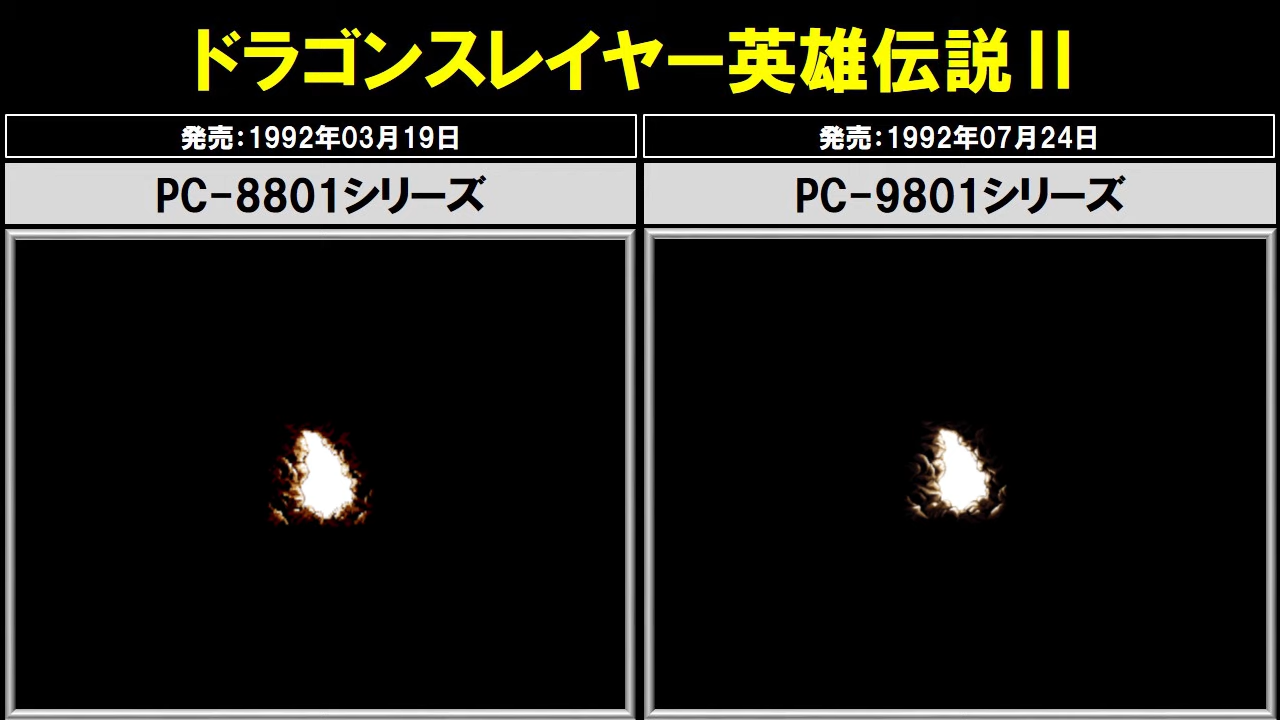 ドラゴンスレイヤー英雄伝説Ⅱ
発売:1992年03月19日
発売:1992年07月24日
PC-8801シリーズ
PC-9801シリーズ